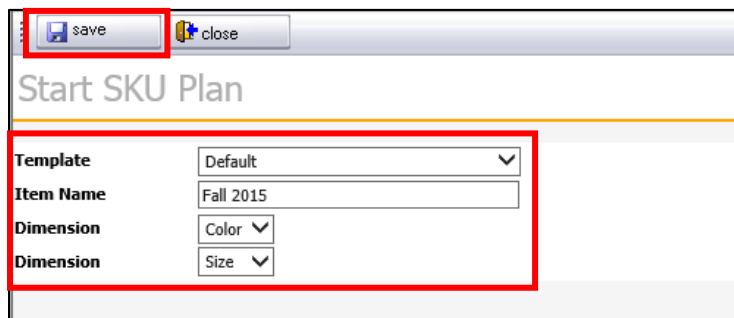 save close
Start SKU Plan
Template Default
Item Name Fall 2015
Dimension Color
Dimension Size